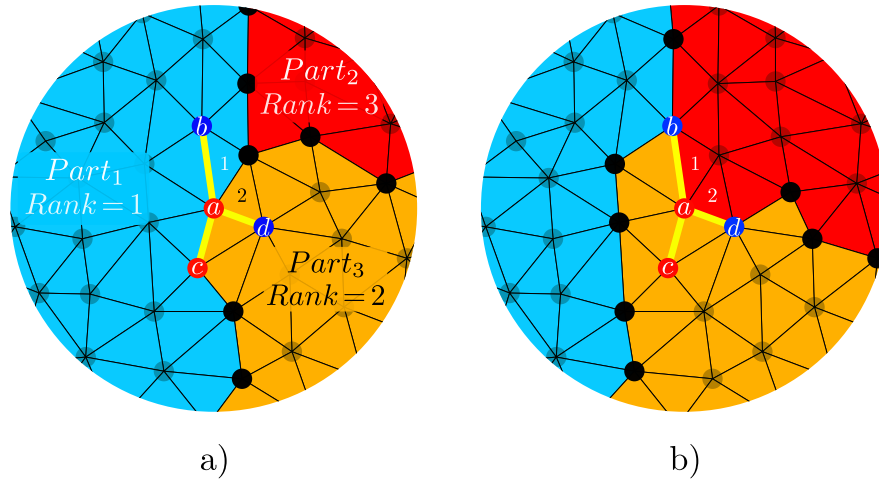 Part₂
Rank = 3
b
1
Part₁
Rank = 1
2
a
d
c
Part₃
Rank = 2
b
1
2
a
d
c
a)
b)